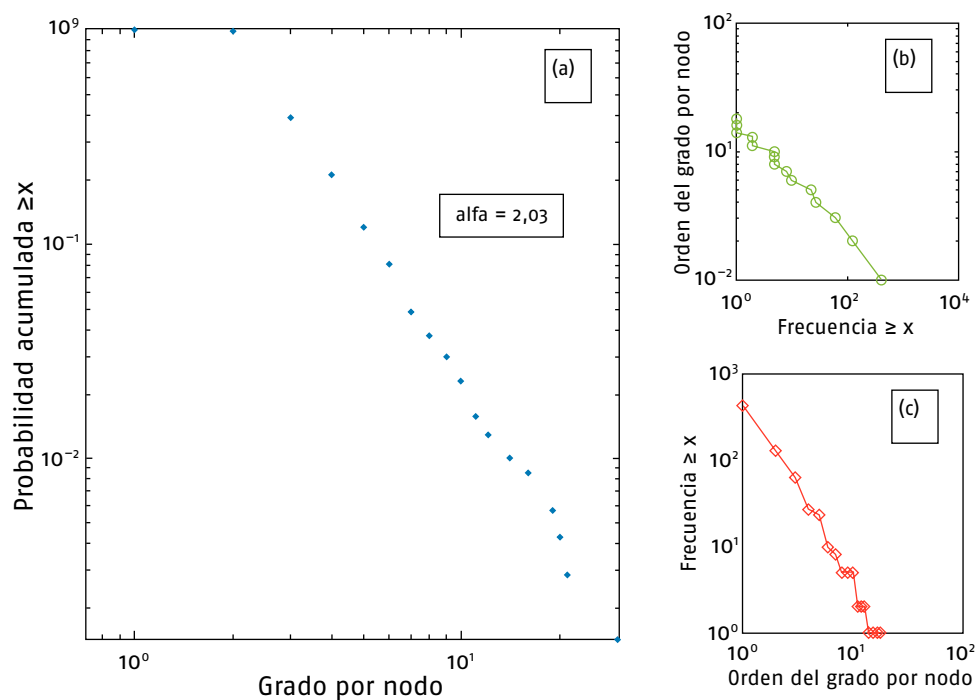 10⁹
10⁻¹
10⁻²
Probabilidad acumulada ≥x
(a)
alfa = 2,03
10⁰
10¹
Grado por nodo
10²
10¹
10⁻²
Orden del grado por nodo
(b)
10⁰
10²
10⁴
Frecuencia ≥ x
10³
10²
10¹
10⁰
Frecuencia ≥ x
(c)
10⁰
10¹
10²
Orden del grado por nodo